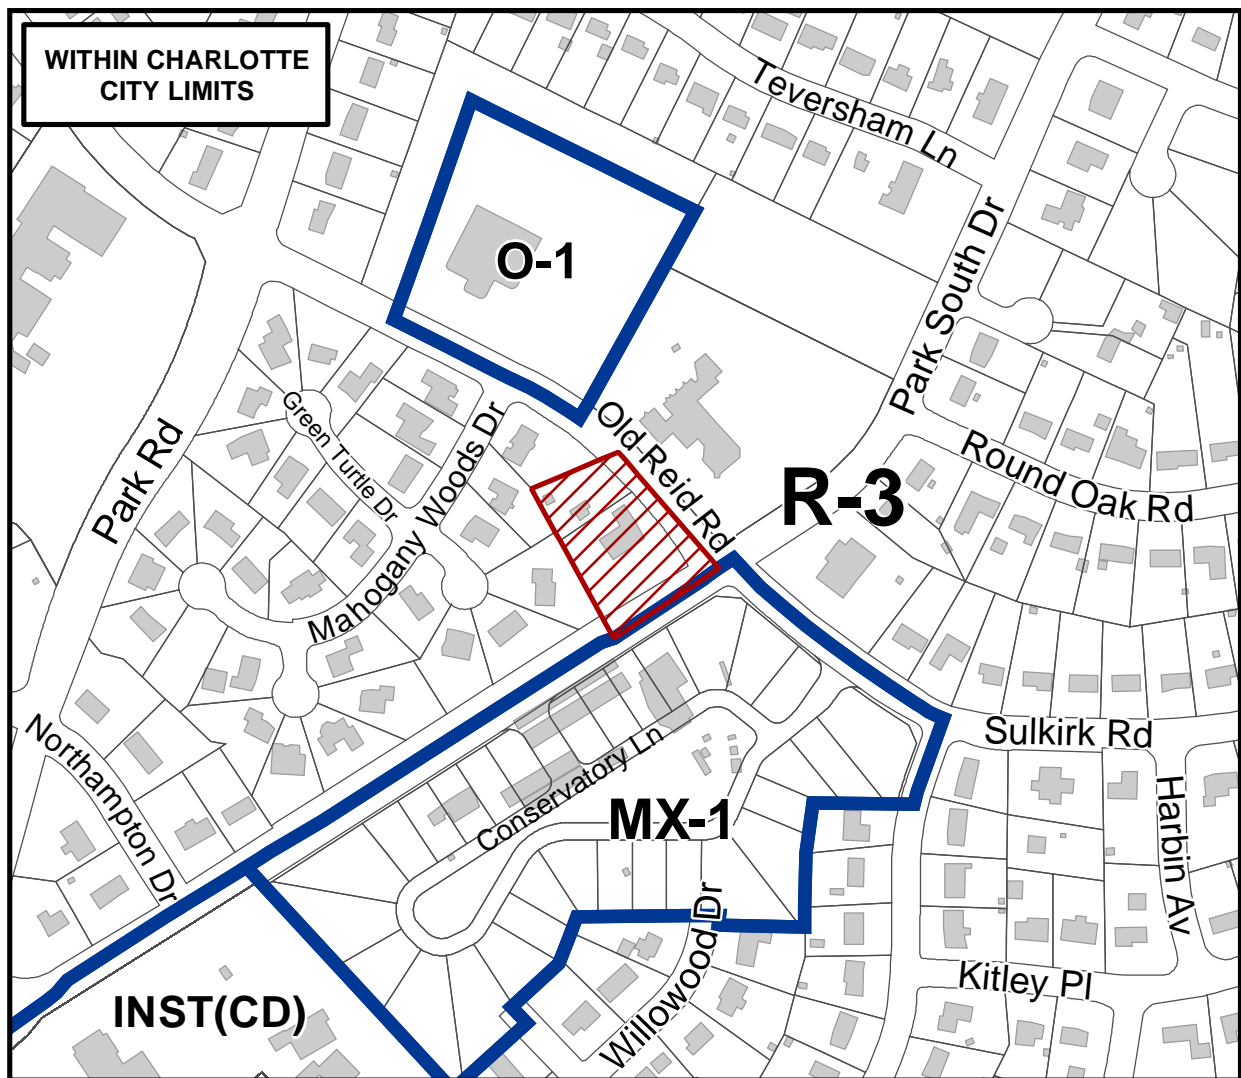 WITHIN CHARLOTTE
CITY LIMITS
Teversham Ln
O-1
Park South Dr
Green Turtle Dr
Old Reid Rd
Mahogany Woods Dr
Park Rd
R-3
Round Oak Rd
Northampton Dr
Conservatory Ln
Sulkirk Rd
MX-1
Harbin Av
Willowood Dr
Kitley Pl
INST(CD)